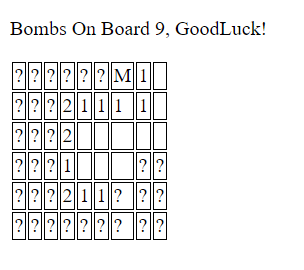 Bombs On Board 9, GoodLuck!
? ? ? ? ? ? M 1
? ? ? 2 1 1 1 1
? ? ? 2
? ? ? 1 ? ?
? ? ? 2 1 1 ? ? ?
? ? ? ? ? ? ? ? ?